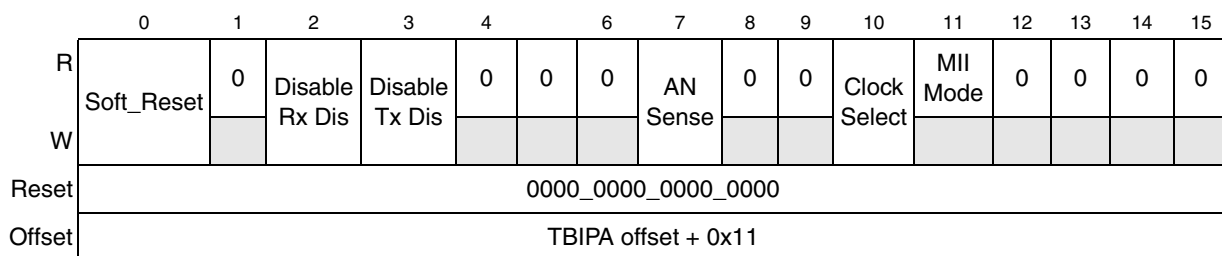 0 1 2 3 4 6 7 8 9 10 11 12 13 14 15
R Soft_Reset 0 Disable Rx Dis Disable Tx Dis 0 0 0 AN Sense 0 0 Clock Select MII Mode 0 0 0 0
W
Reset 0000_0000_0000_0000
Offset TBIPA offset + 0x11